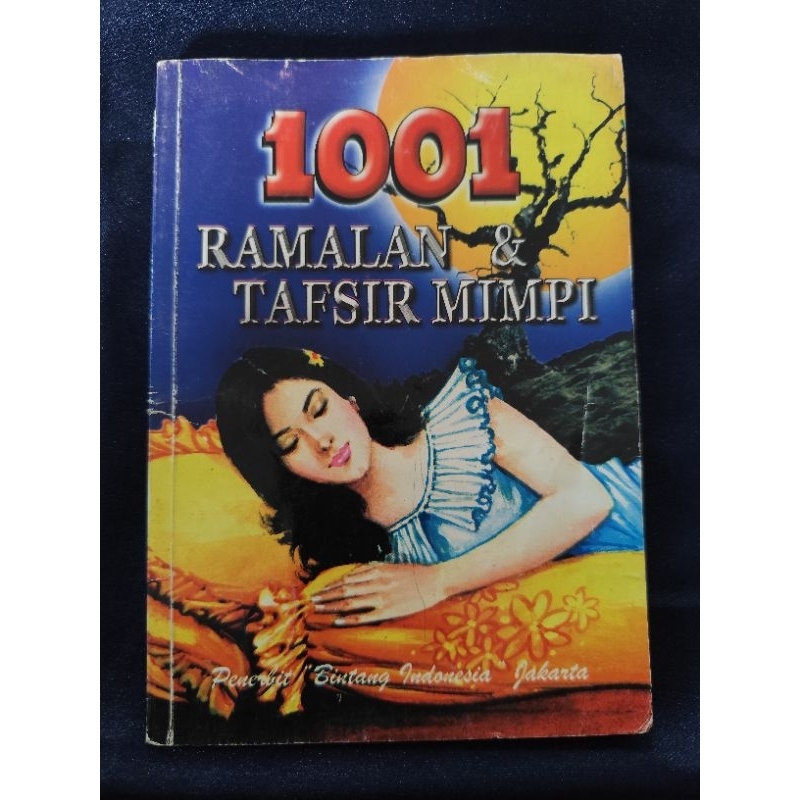 1001
RAMALAN &
TAFSIR MIMPI
Penerbit "Bintang Indonesia" Jakarta